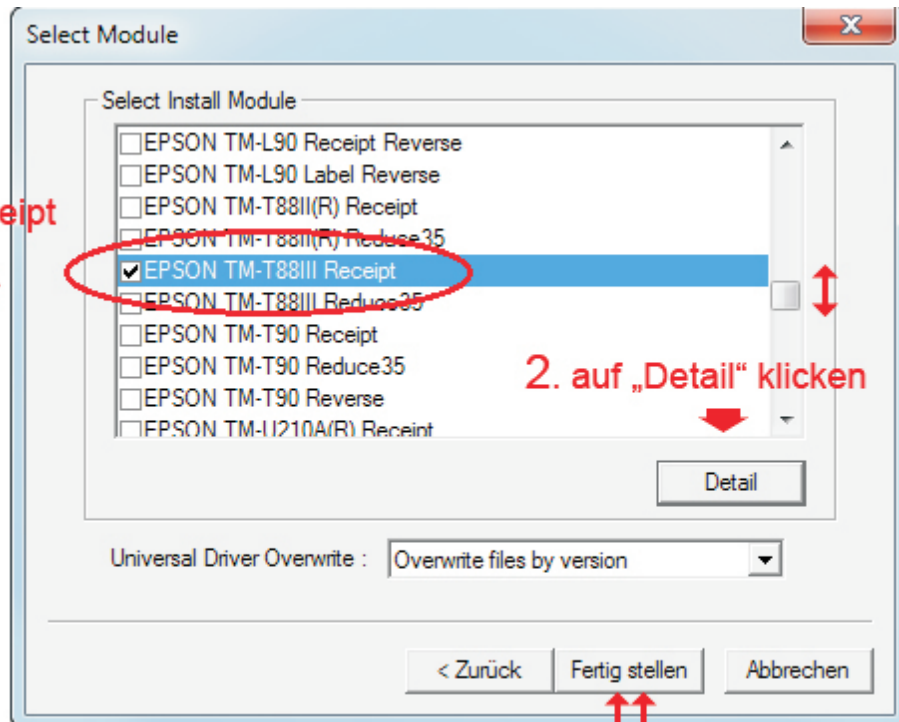 Select Module
Select Install Module
EPSON TM-L90 Receipt Reverse
EPSON TM-L90 Label Reverse
EPSON TM-T88II(R) Receipt
eipt
EPSON TM-T88II(R) Reduce35
EPSON TM-T88III Receipt
EPSON TM-T88III Reduce35
EPSON TM-T90 Receipt
EPSON TM-T90 Reduce35
2. auf „Detail“ klicken
EPSON TM-T90 Reverse
EPSON TM-U210A(R) Receipt
Detail
Universal Driver Overwrite : Overwrite files by version
< Zurück Fertig stellen Abbrechen